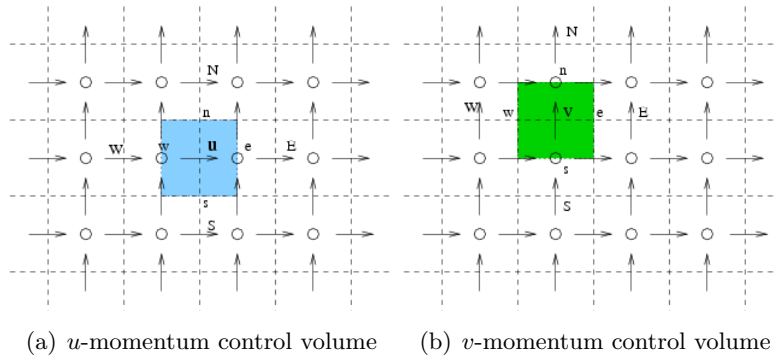 N
n
W w u e E
s
S
(a) u-momentum control volume
N
n
W w V e E
s
S
(b) v-momentum control volume